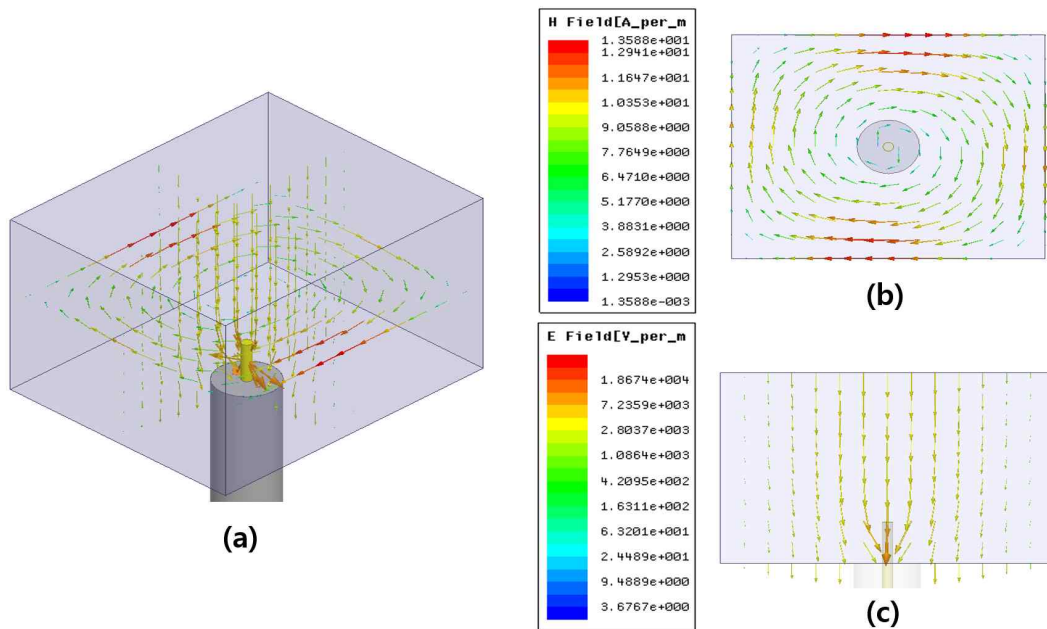 H Field[A_per_m
1.3588e+001
1.2941e+001
1.1647e+001
1.0353e+001
9.0588e+000
7.7649e+000
6.4710e+000
5.1770e+000
3.8831e+000
2.5892e+000
1.2953e+000
1.3588e-003
(a)
(b)
E Field[V_per_m
1.8674e+004
7.2359e+003
2.8037e+003
1.0864e+003
4.2095e+002
1.6311e+002
6.3201e+001
2.4489e+001
9.4889e+000
3.6767e+000
(c)